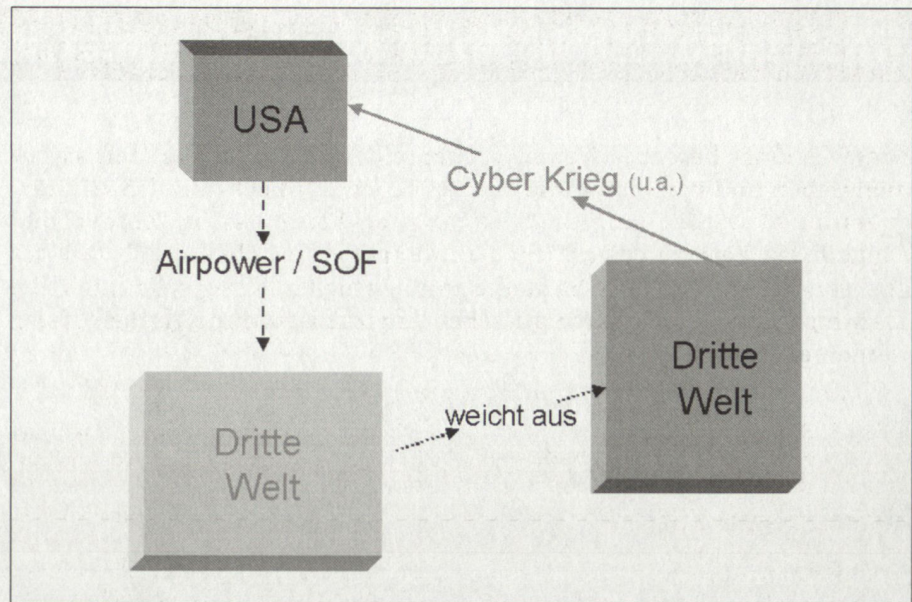 USA
Cyber Krieg (u.a.)
Airpower / SOF
Dritte
Welt
weicht aus
Dritte
Welt